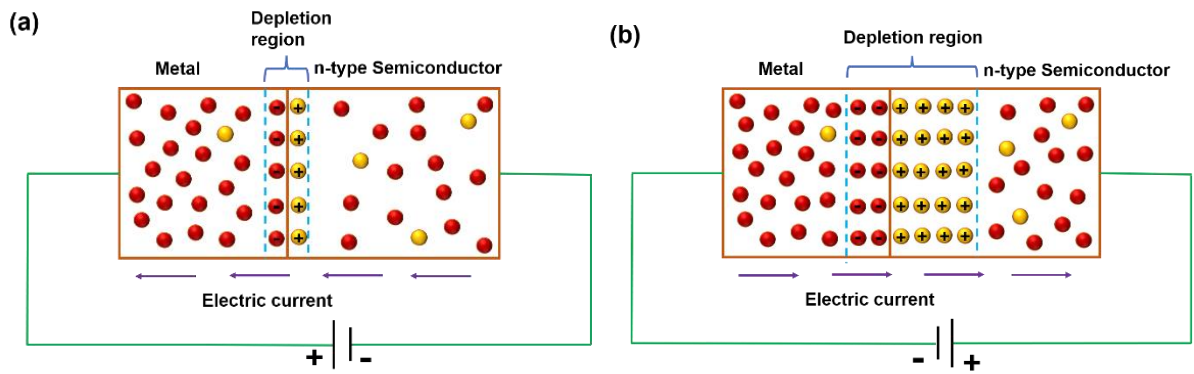 (a)
Depletion
region
Metal
n-type Semiconductor
Electric current
+ -
(b)
Depletion region
Metal
n-type Semiconductor
Electric current
- +